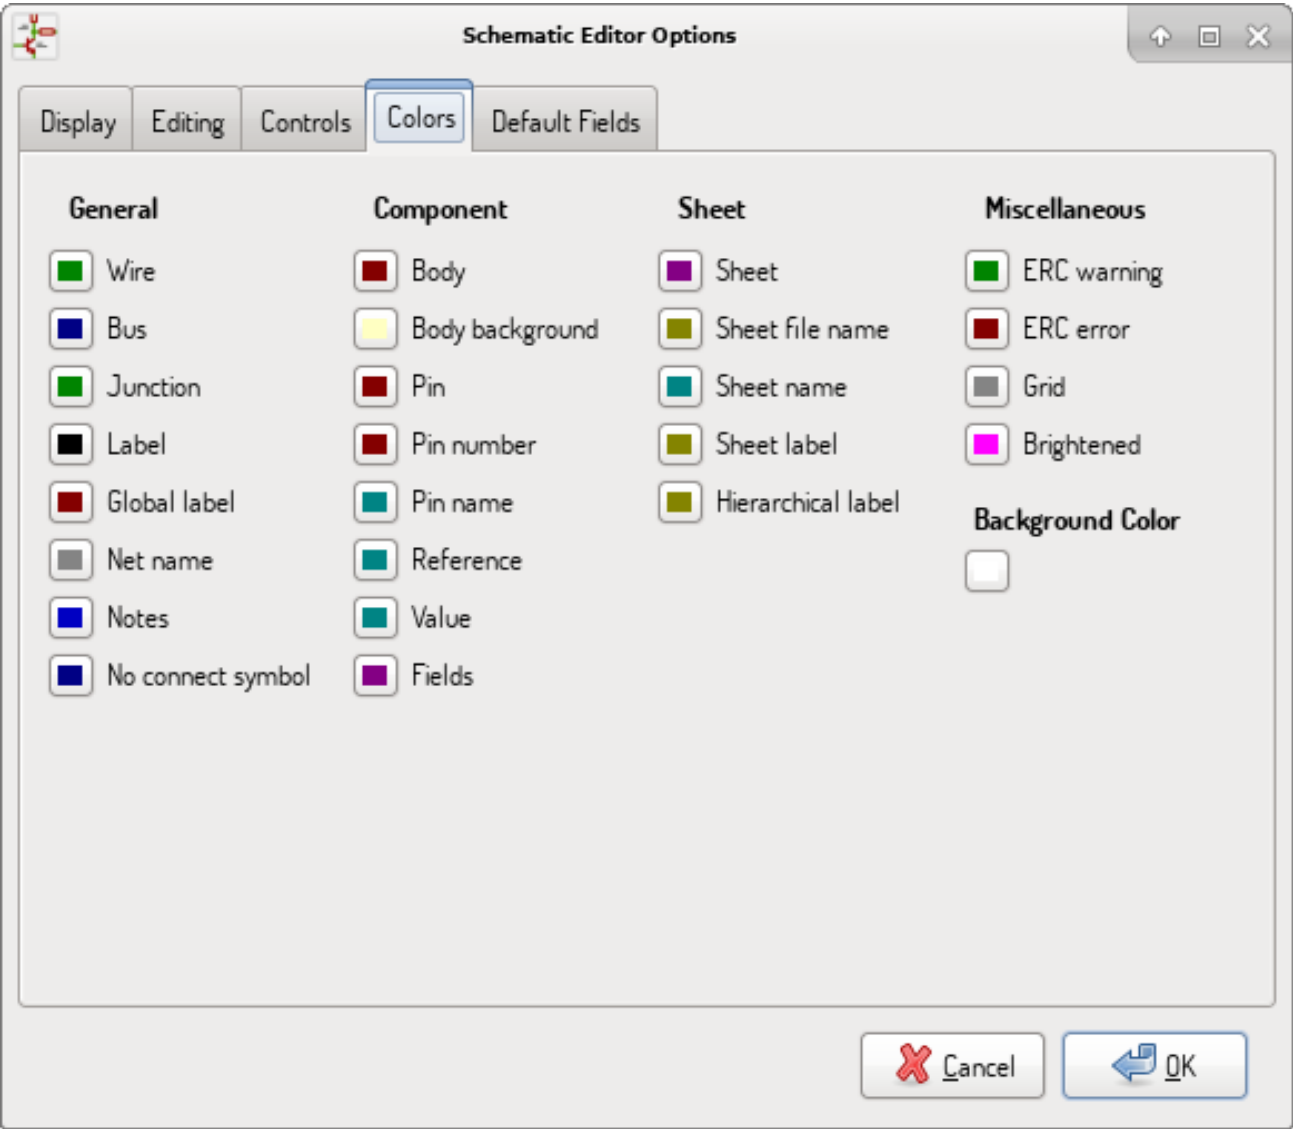 Schematic Editor Options
Display Editing Controls Colors Default Fields
General
Wire
Bus
Junction
Label
Global label
Net name
Notes
No connect symbol
Component
Body
Body background
Pin
Pin number
Pin name
Reference
Value
Fields
Sheet
Sheet
Sheet file name
Sheet name
Sheet label
Hierarchical label
Miscellaneous
ERC warning
ERC error
Grid
Brightened
Background Color
Cancel OK